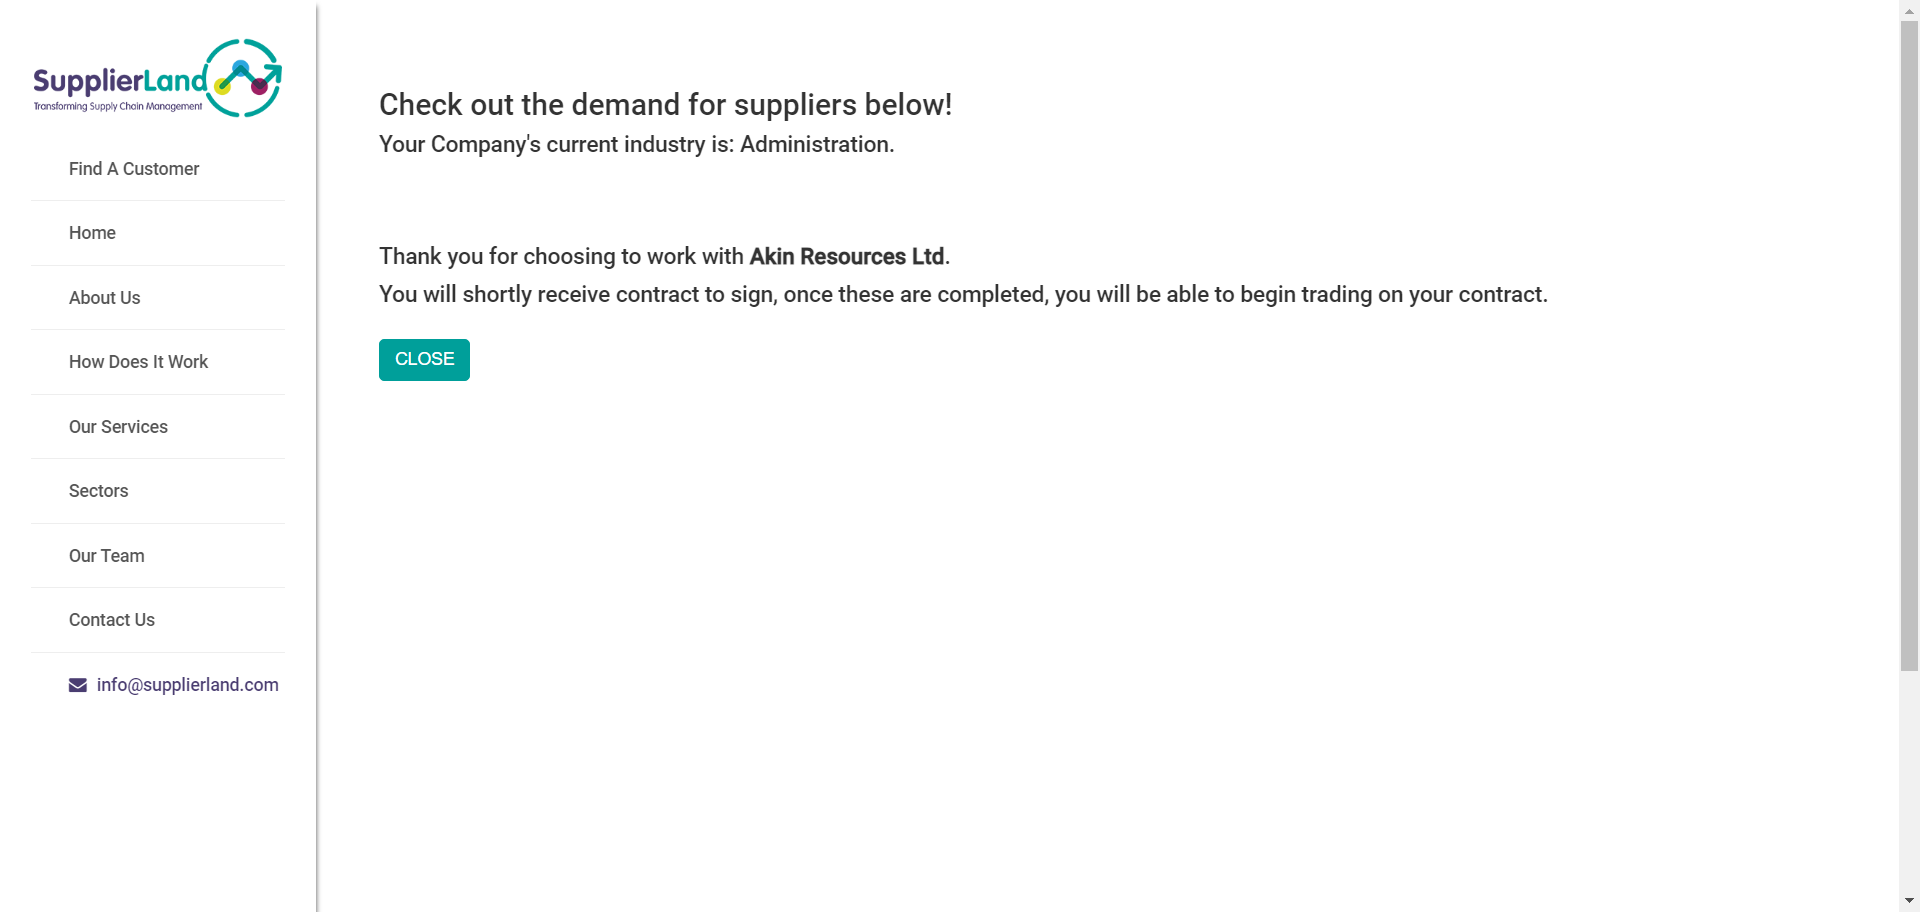 SupplierLand
Transforming Supply Chain Management
Find A Customer
Home
About Us
How Does It Work
Our Services
Sectors
Our Team
Contact Us
info@supplierland.com
Check out the demand for suppliers below!
Your Company's current industry is: Administration.
Thank you for choosing to work with Akin Resources Ltd.
You will shortly receive contract to sign, once these are completed, you will be able to begin trading on your contract.
CLOSE